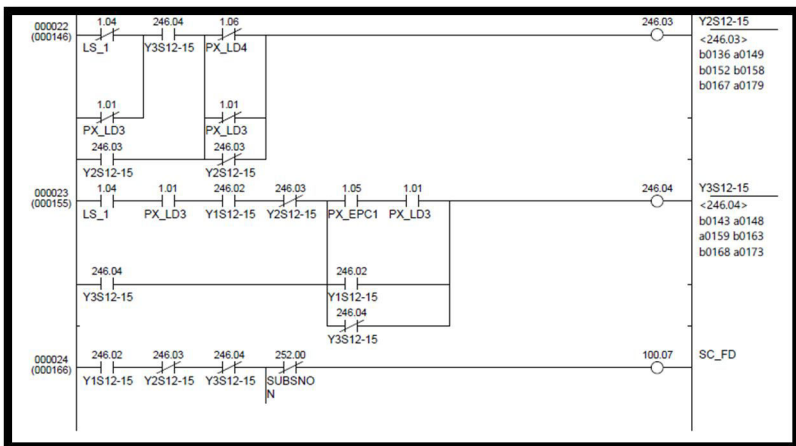 000022
(000146)
1.04 246.04 1.06 246.03 Y2S12-15
LS_1 Y3S12-15 PX_LD4
<246.03>
b0136 a0149
b0152 b0158
b0167 a0179
1.01 1.01
PX_LD3 PX_LD3
246.03 246.03
Y2S12-15 Y2S12-15
000023
(000155)
1.04 1.01 246.02 246.03 1.05 1.01 246.04 Y3S12-15
LS_1 PX_LD3 Y1S12-15 Y2S12-15 PX_EPC1 PX_LD3
<246.04>
b0143 a0148
a0159 b0163
b0168 a0173
246.04 246.02
Y3S12-15 Y1S12-15
246.04
Y3S12-15
000024
(000166)
246.02 246.03 246.04 252.00 100.07 SC_FD
Y1S12-15 Y2S12-15 Y3S12-15 SUBSNO
N